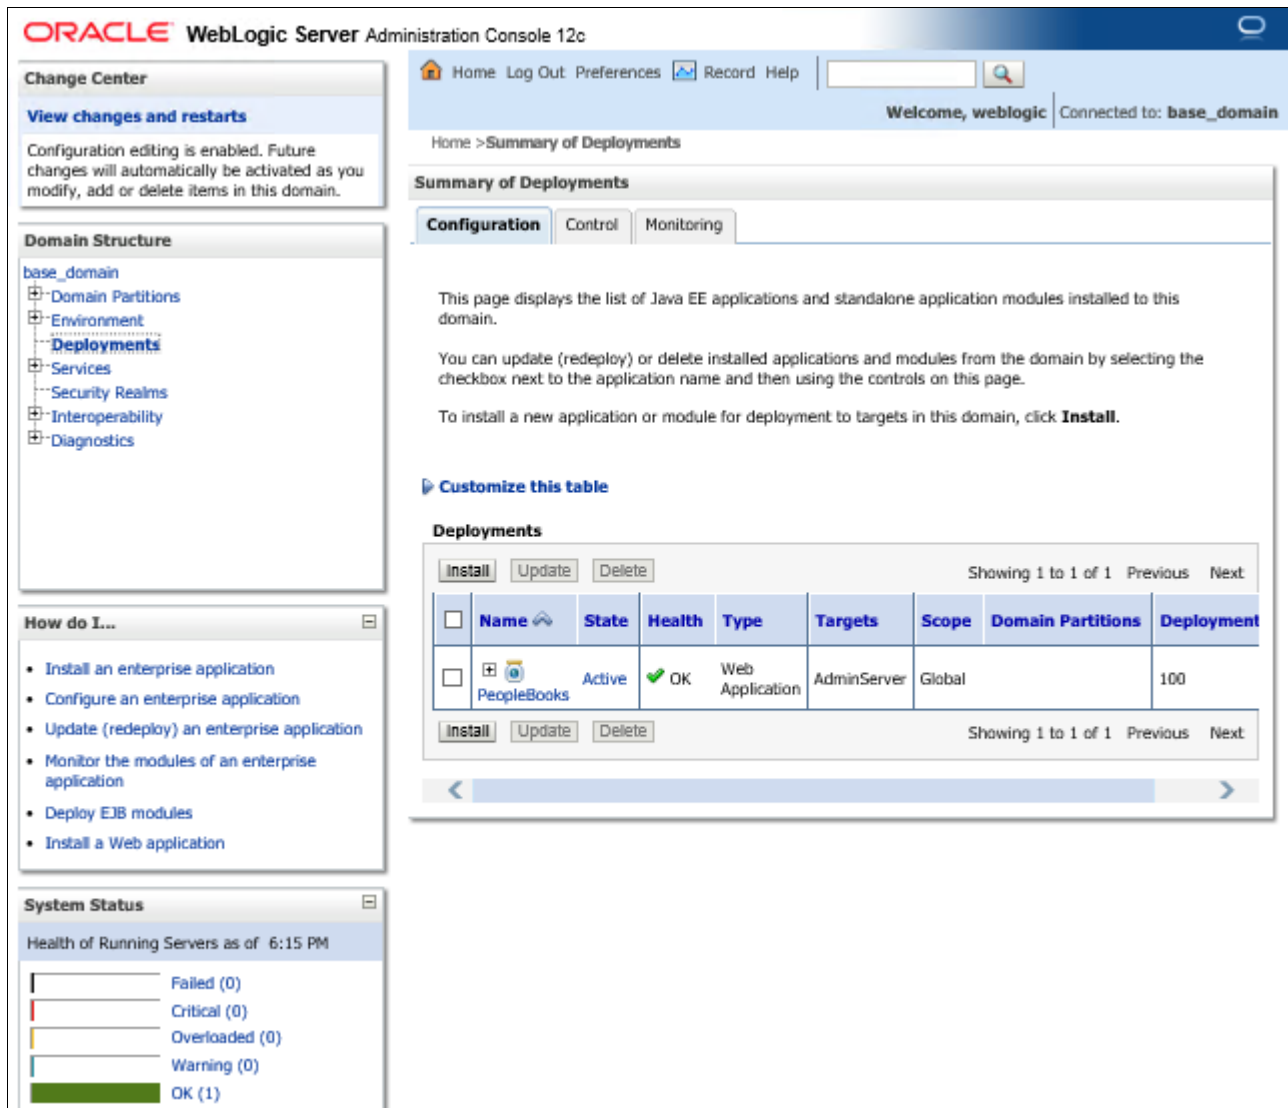 ORACLE WebLogic Server Administration Console 12c
Change Center
View changes and restarts
Configuration editing is enabled. Future
changes will automatically be activated as you
modify, add or delete items in this domain.
Domain Structure
base_domain
Domain Partitions
Environment
Deployments
Services
Security Realms
Interoperability
Diagnostics
How do I...
Install an enterprise application
Configure an enterprise application
Update (redeploy) an enterprise application
Monitor the modules of an enterprise
application
Deploy EJB modules
Install a Web application
System Status
Health of Running Servers as of 6:15 PM
Failed (0)
Critical (0)
Overloaded (0)
Warning (0)
OK (1)
Home Log Out Preferences Record Help
Welcome, weblogic Connected to: base_domain
Home >Summary of Deployments
Summary of Deployments
Configuration Control Monitoring
This page displays the list of Java EE applications and standalone application modules installed to this
domain.
You can update (redeploy) or delete installed applications and modules from the domain by selecting the
checkbox next to the application name and then using the controls on this page.
To install a new application or module for deployment to targets in this domain, click Install.
Customize this table
Deployments
Install Update Delete Showing 1 to 1 of 1 Previous Next
Name State Health Type Targets Scope Domain Partitions Deployment
PeopleBooks Active OK Web Application AdminServer Global 100
Install Update Delete Showing 1 to 1 of 1 Previous Next